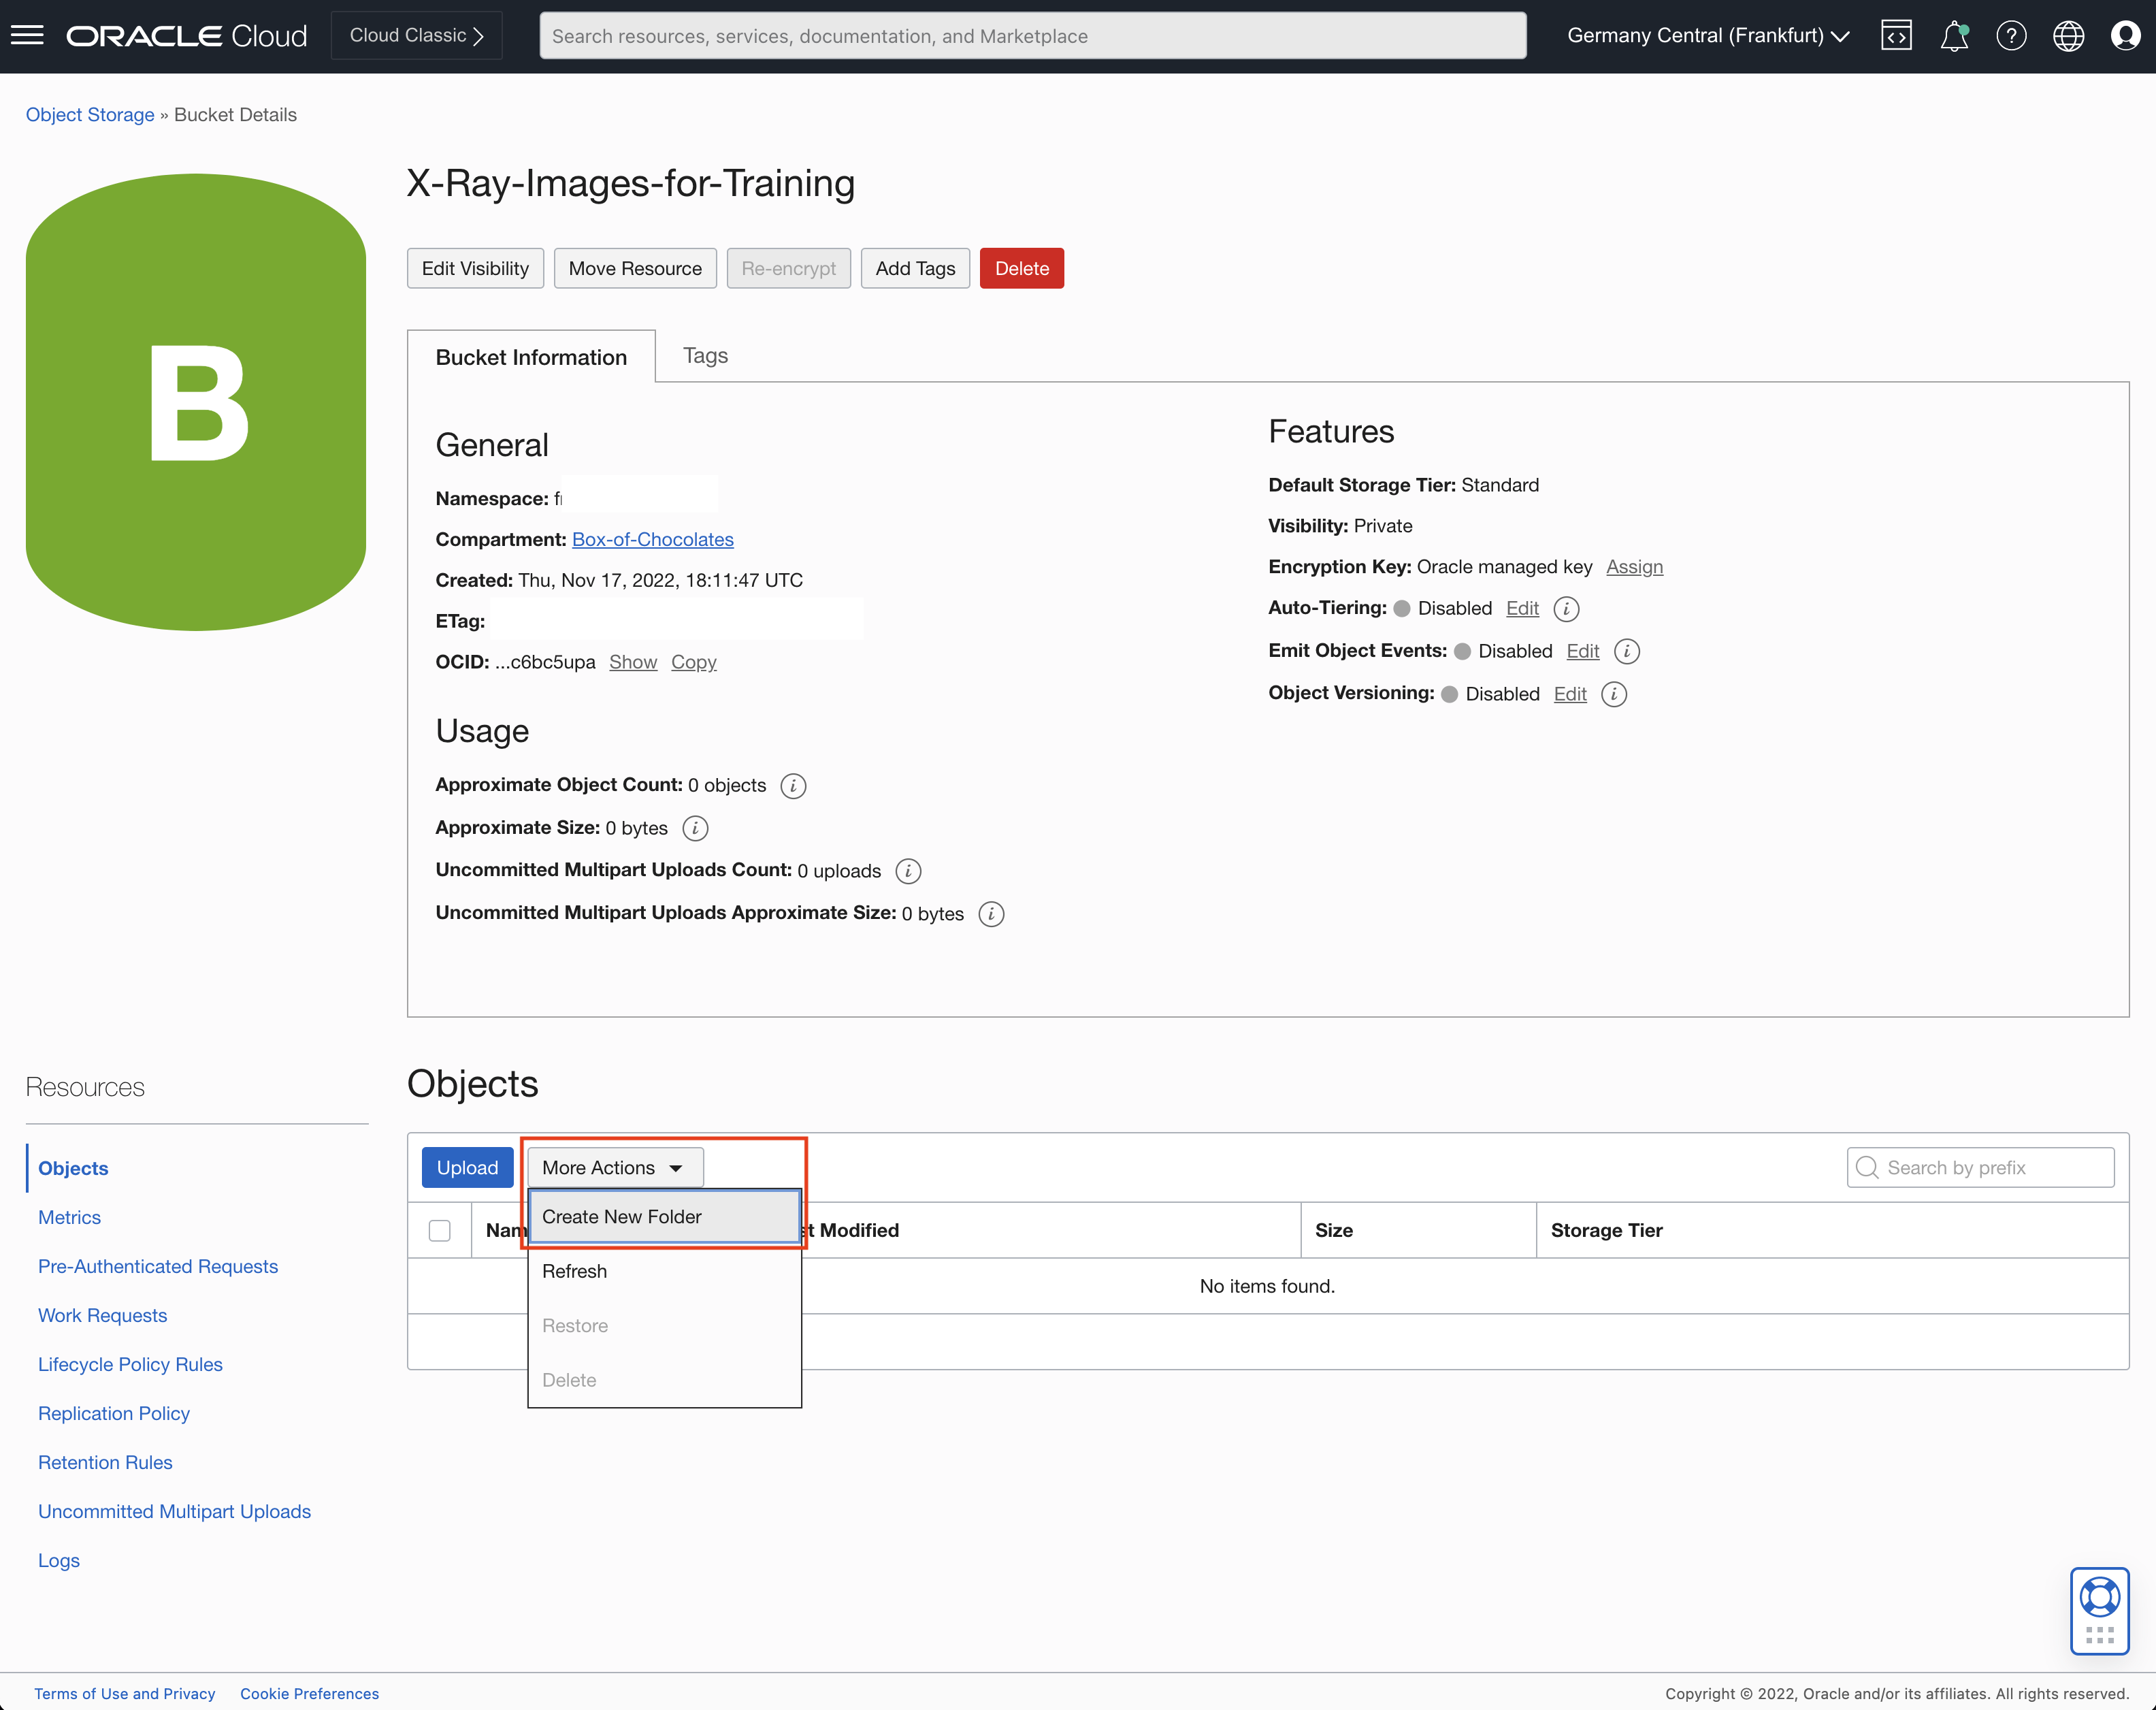 ORACLE Cloud
Cloud Classic
Search resources, services, documentation, and Marketplace
Germany Central (Frankfurt)
Object Storage » Bucket Details
B
X-Ray-Images-for-Training
Edit Visibility
Move Resource
Re-encrypt
Add Tags
Delete
Bucket Information
Tags
General
Namespace:
Compartment: Box-of-Chocolates
Created: Thu, Nov 17, 2022, 18:11:47 UTC
ETag:
OCID: ...c6bc5upa Show Copy
Usage
Approximate Object Count: 0 objects
Approximate Size: 0 bytes
Uncommitted Multipart Uploads Count: 0 uploads
Uncommitted Multipart Uploads Approximate Size: 0 bytes
Features
Default Storage Tier: Standard
Visibility: Private
Encryption Key: Oracle managed key Assign
Auto-Tiering: Disabled Edit
Emit Object Events: Disabled Edit
Object Versioning: Disabled Edit
Resources
Objects
Metrics
Pre-Authenticated Requests
Work Requests
Lifecycle Policy Rules
Replication Policy
Retention Rules
Uncommitted Multipart Uploads
Logs
Objects
Upload
More Actions
Search by prefix
Create New Folder
Refresh
Restore
Delete
Modified
Size
Storage Tier
No items found.
Terms of Use and Privacy
Cookie Preferences
Copyright © 2022, Oracle and/or its affiliates. All rights reserved.